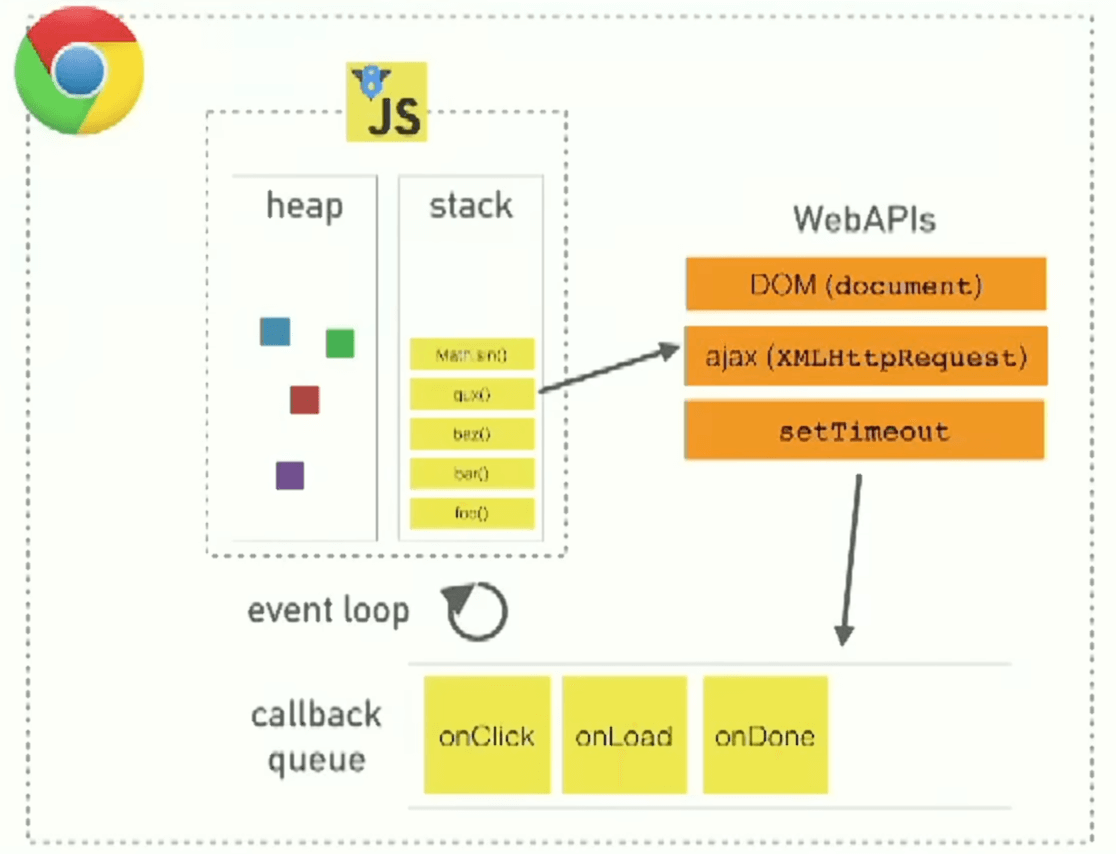 JS
heap
stack
WebAPIs
DOM (document)
Math.sin()
ajax (XMLHttpRequest)
qux()
baz()
setTimeout
bar()
foo()
event loop
callback
queue
onClick
onLoad
onDone